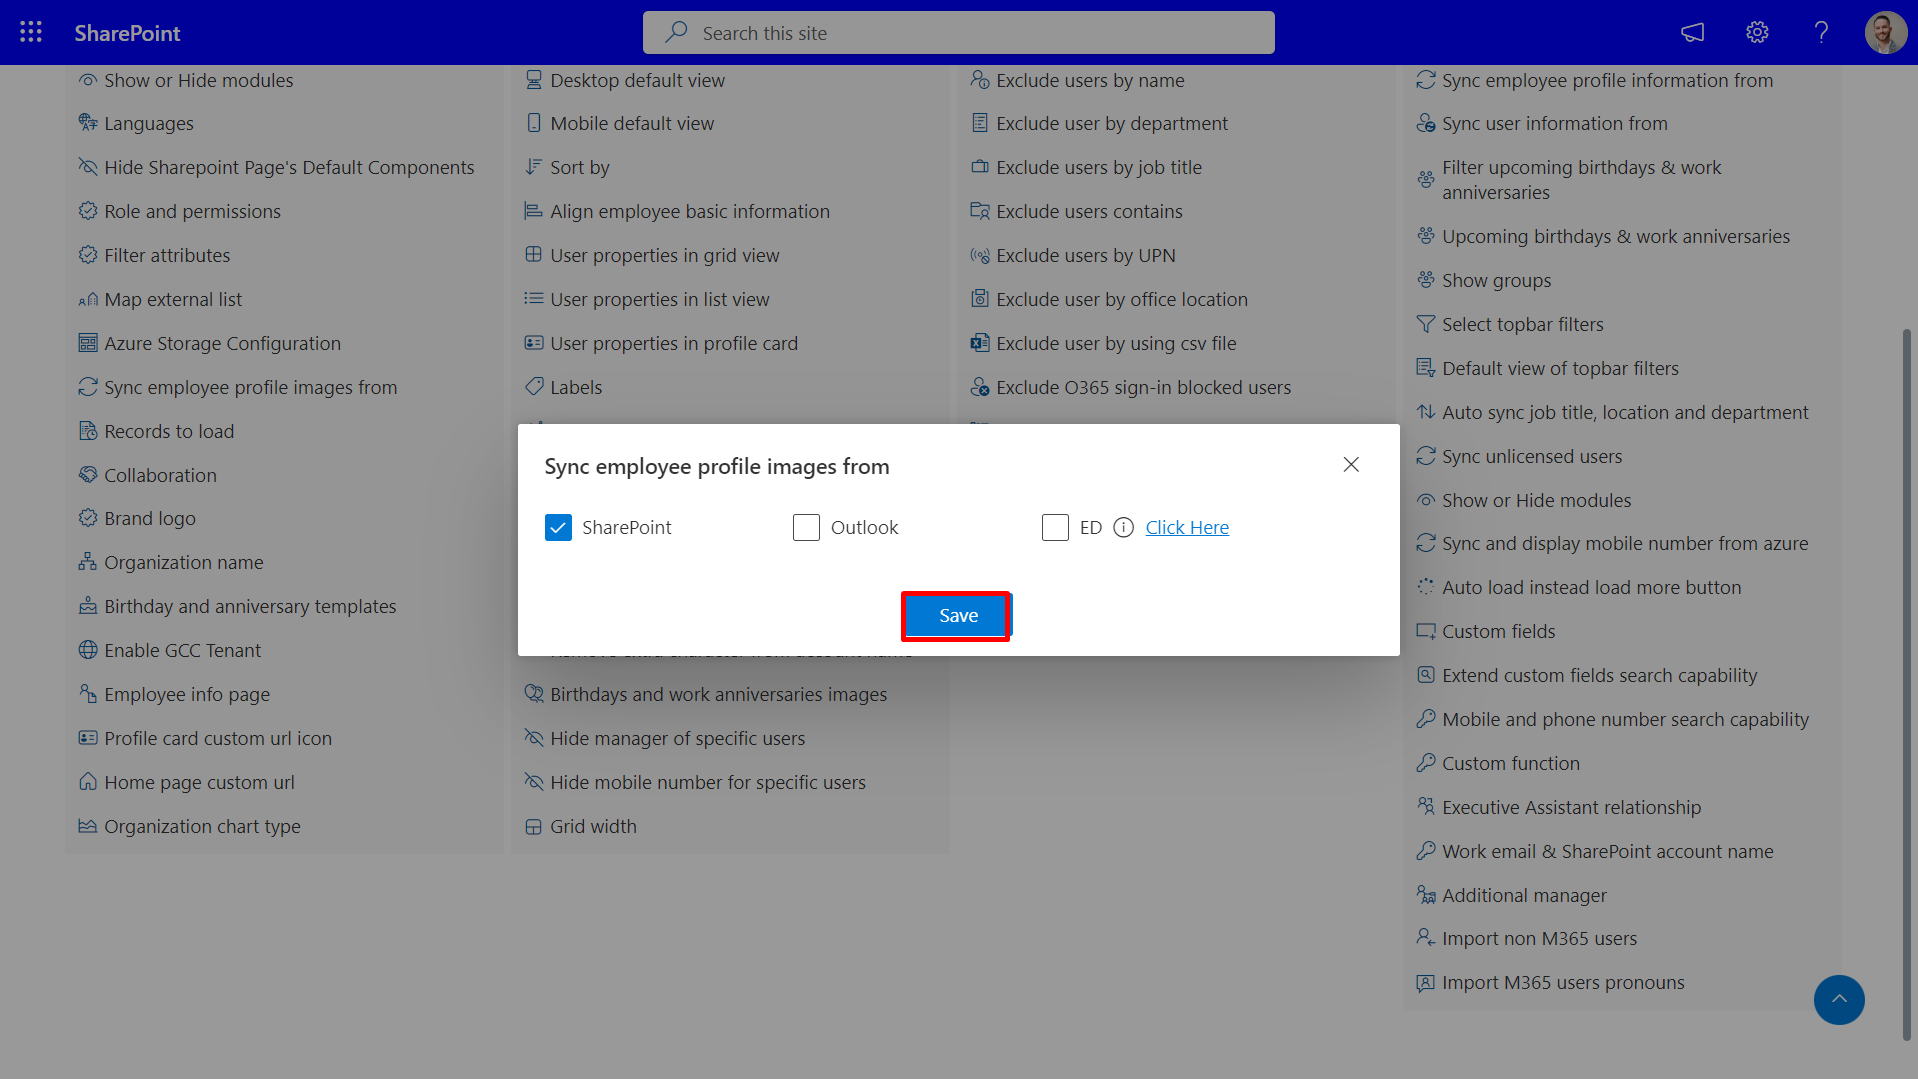 SharePoint
Search this site
Show or Hide modules
Languages
Hide Sharepoint Page's Default Components
Role and permissions
Filter attributes
Map external list
Azure Storage Configuration
Sync employee profile images from
Records to load
Collaboration
Brand logo
Organization name
Birthday and anniversary templates
Enable GCC Tenant
Employee info page
Profile card custom url icon
Home page custom url
Organization chart type
Desktop default view
Mobile default view
Sort by
Align employee basic information
User properties in grid view
User properties in list view
User properties in profile card
Labels
Birthdays and work anniversaries images
Hide manager of specific users
Hide mobile number for specific users
Grid width
Exclude users by name
Exclude user by department
Exclude users by job title
Exclude users contains
Exclude users by UPN
Exclude user by office location
Exclude user by using csv file
Exclude O365 sign-in blocked users
Sync employee profile information from
Sync user information from
Filter upcoming birthdays & work
anniversaries
Upcoming birthdays & work anniversaries
Show groups
Select topbar filters
Default view of topbar filters
Auto sync job title, location and department
Sync unlicensed users
Show or Hide modules
Sync and display mobile number from azure
Auto load instead load more button
Custom fields
Extend custom fields search capability
Mobile and phone number search capability
Custom function
Executive Assistant relationship
Work email & SharePoint account name
Additional manager
Import non M365 users
Import M365 users pronouns
Sync employee profile images from
SharePoint
Outlook
ED
Click Here
Save